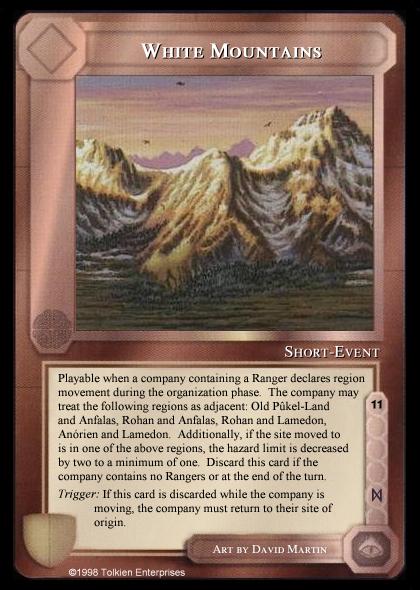 White Mountains
Short-Event
Playable when a company containing a Ranger declares region
movement during the organization phase. The company may
treat the following regions as adjacent: Old Pûkel-Land
and Anfalas, Rohan and Anfalas, Rohan and Lamedon,
Anórien and Lamedon. Additionally, if the site moved to
is in one of the above regions, the hazard limit is decreased
by two to a minimum of one. Discard this card if the
company contains no Rangers or at the end of the turn.
Trigger: If this card is discarded while the company is
moving, the company must return to their site of
origin.
11
Art by David Martin
©1998 Tolkien Enterprises